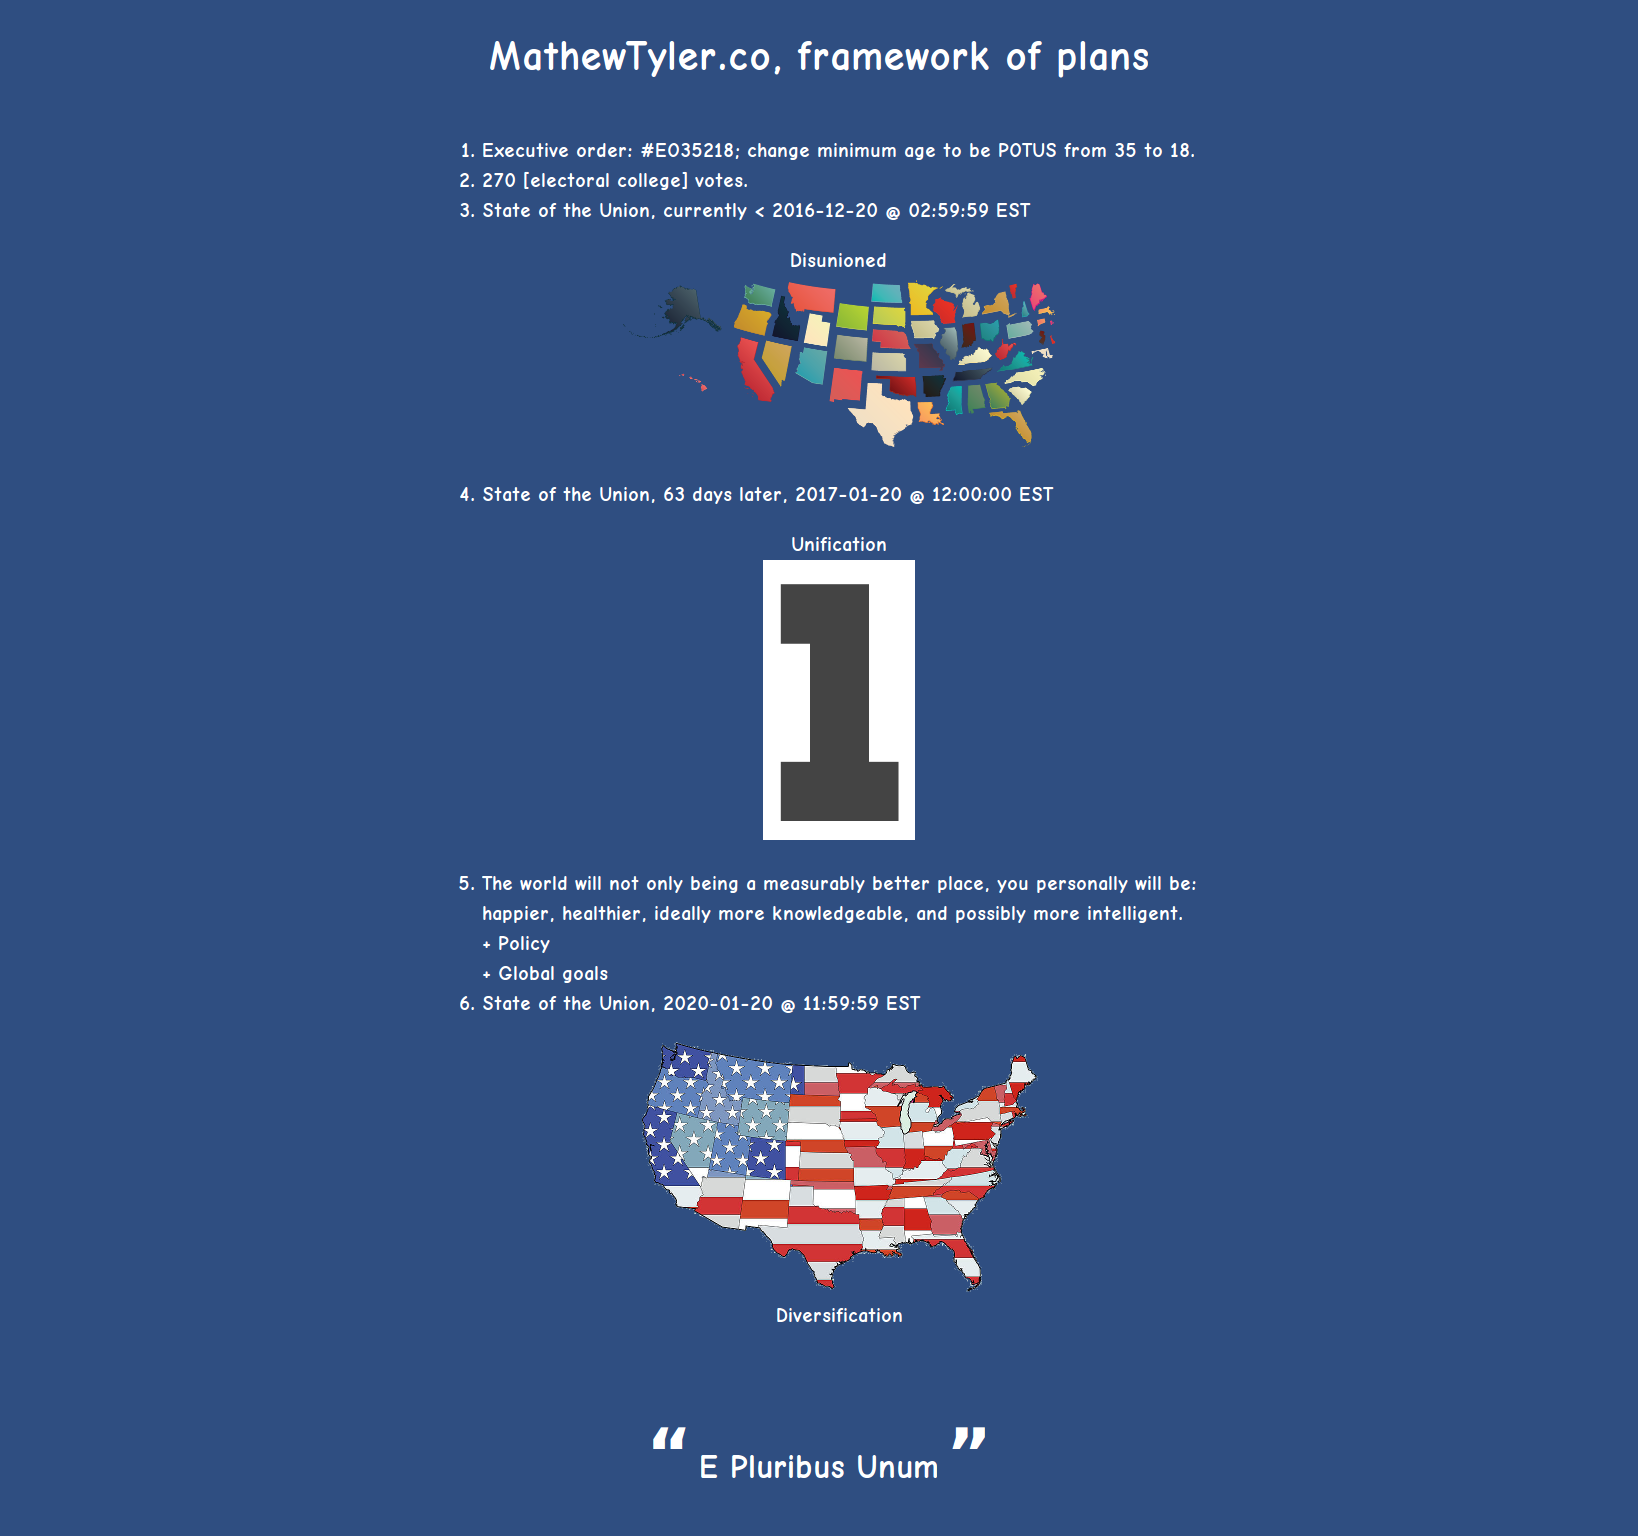 MathewTyler.co, framework of plans
1. Executive order: #EO35218; change minimum age to be POTUS from 35 to 18.
2. 270 [electoral college] votes.
3. State of the Union, currently < 2016-12-20 @ 02:59:59 EST
Disunioned
4. State of the Union, 63 days later, 2017-01-20 @ 12:00:00 EST
Unification
1
5. The world will not only being a measurably better place, you personally will be:
happier, healthier, ideally more knowledgeable, and possibly more intelligent.
+ Policy
+ Global goals
6. State of the Union, 2020-01-20 @ 11:59:59 EST
Diversification
“ E Pluribus Unum ”